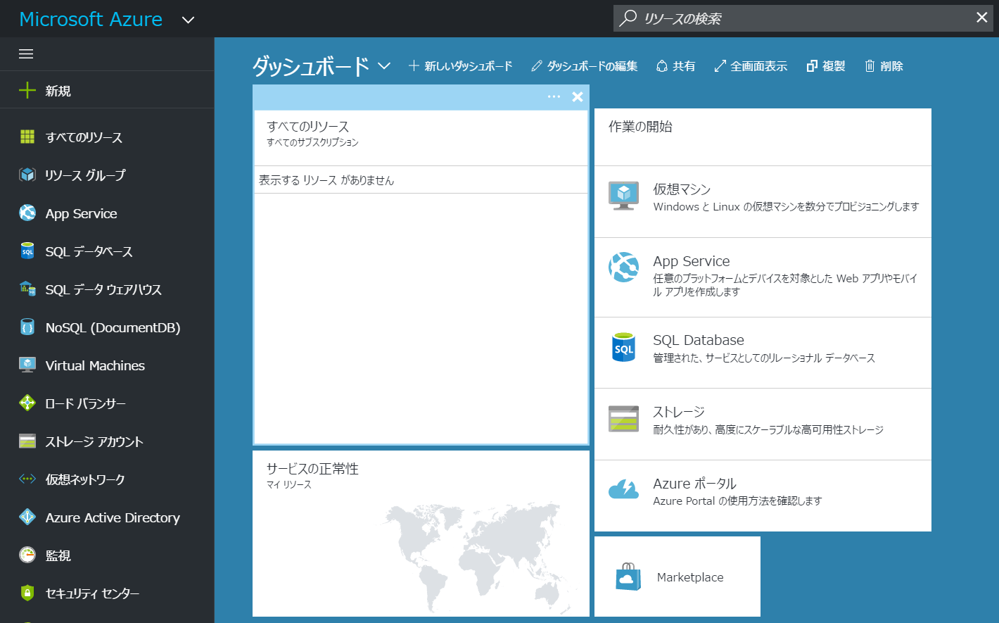 Microsoft Azure
リソースの検索
新規
すべてのリソース
リソース グループ
App Service
SQL データベース
SQL データ ウェアハウス
NoSQL (DocumentDB)
Virtual Machines
ロード バランサー
ストレージ アカウント
仮想ネットワーク
Azure Active Directory
監視
セキュリティ センター
ダッシュボード
新しいダッシュボード
ダッシュボードの編集
共有
全画面表示
複製
削除
すべてのリソース
すべてのサブスクリプション
表示する リソース がありません
サービスの正常性
マイ リソース
作業の開始
仮想マシン
Windows と Linux の仮想マシンを数分でプロビジョニングします
App Service
任意のプラットフォームとデバイスを対象とした Web アプリやモバイ
ル アプリを作成します
SQL
SQL Database
管理された、サービスとしてのリレーショナル データベース
ストレージ
耐久性があり、高度にスケーラブルな高可用性ストレージ
Azure ポータル
Azure Portal の使用方法を確認します
Marketplace